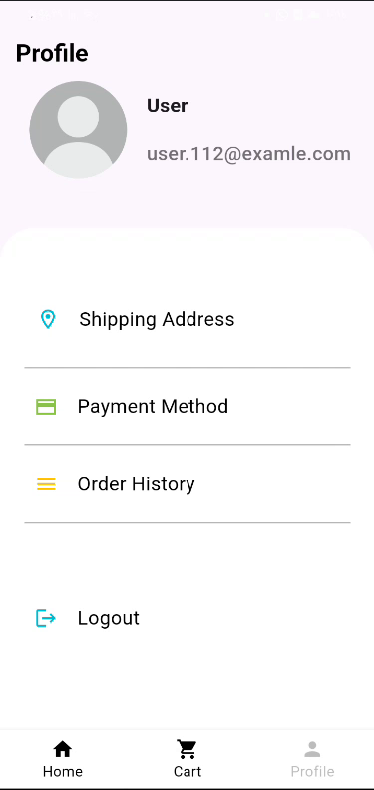 Profile
User
user.112@examle.com
Shipping Address
Payment Method
Order History
Logout
Home
Cart
Profile